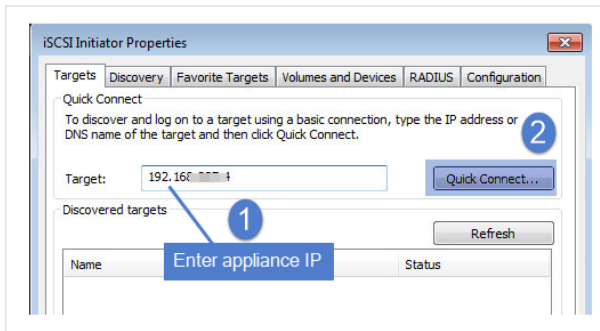 iSCSI Initiator Properties
Targets Discovery Favorite Targets Volumes and Devices RADIUS Configuration
Quick Connect
To discover and log on to a target using a basic connection, type the IP address or
DNS name of the target and then click Quick Connect.
2
Target: 192.168
Quick Connect...
Discovered targets
1
Refresh
Enter appliance IP
Name Status